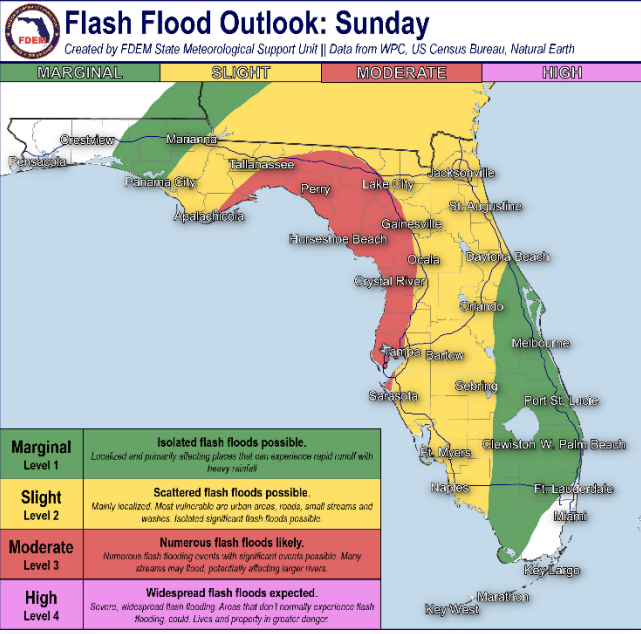 FDEM
Flash Flood Outlook: Sunday
Created by FDEM State Meteorological Support Unit || Data from WPC, US Census Bureau, Natural Earth
MARGINAL SLIGHT MODERATE HIGH
Crestview
Marianna
Pensacola
Tallahassee
Jacksonville
Panama City
Perry
Lake City
Apalachicola
St. Augustine
Gainesville
Horseshoe Beach
Ocala
Daytona Beach
Crystal River
Orlando
Melbourne
Tampa
Bartow
Sebring
Sarasota
Port St. Lucie
Clewiston
W. Palm Beach
Ft. Myers
Naples
Ft. Lauderdale
Miami
Key Largo
Marathon
Key West
Marginal
Level 1
Isolated flash floods possible.
Localized and primarily affecting places that can experience rapid runoff with
heavy rainfall
Slight
Level 2
Scattered flash floods possible.
Mainly localized. Most vulnerable are urban areas, roads, small streams and
washes. Isolated significant flash floods possible.
Moderate
Level 3
Numerous flash floods likely.
Numerous flash flooding events with significant events possible. Many
streams may flood, potentially affecting larger rivers.
High
Level 4
Widespread flash floods expected.
Severe, widespread flash flooding. Areas that don't normally experience flash
flooding, could. Lives and property in greater danger.